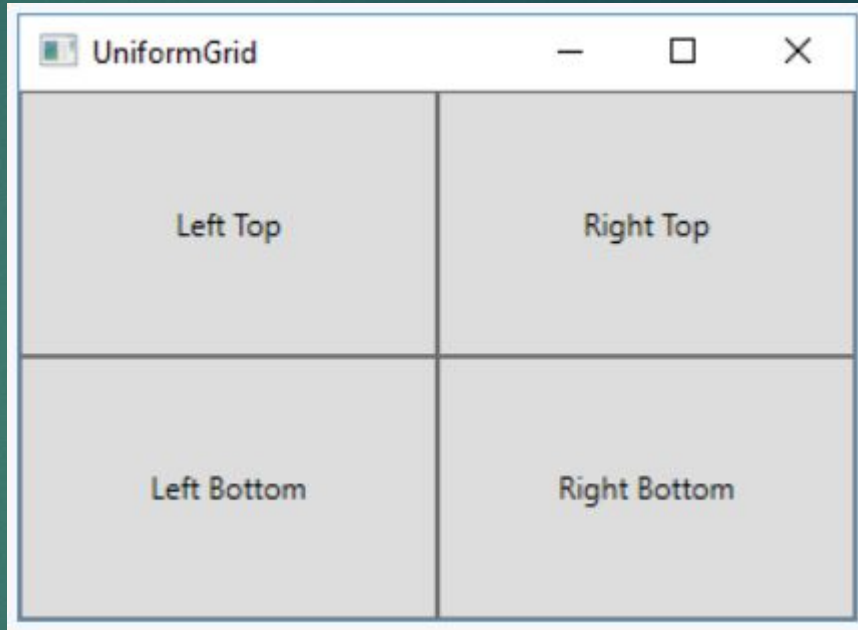 UniformGrid
Left Top
Right Top
Left Bottom
Right Bottom